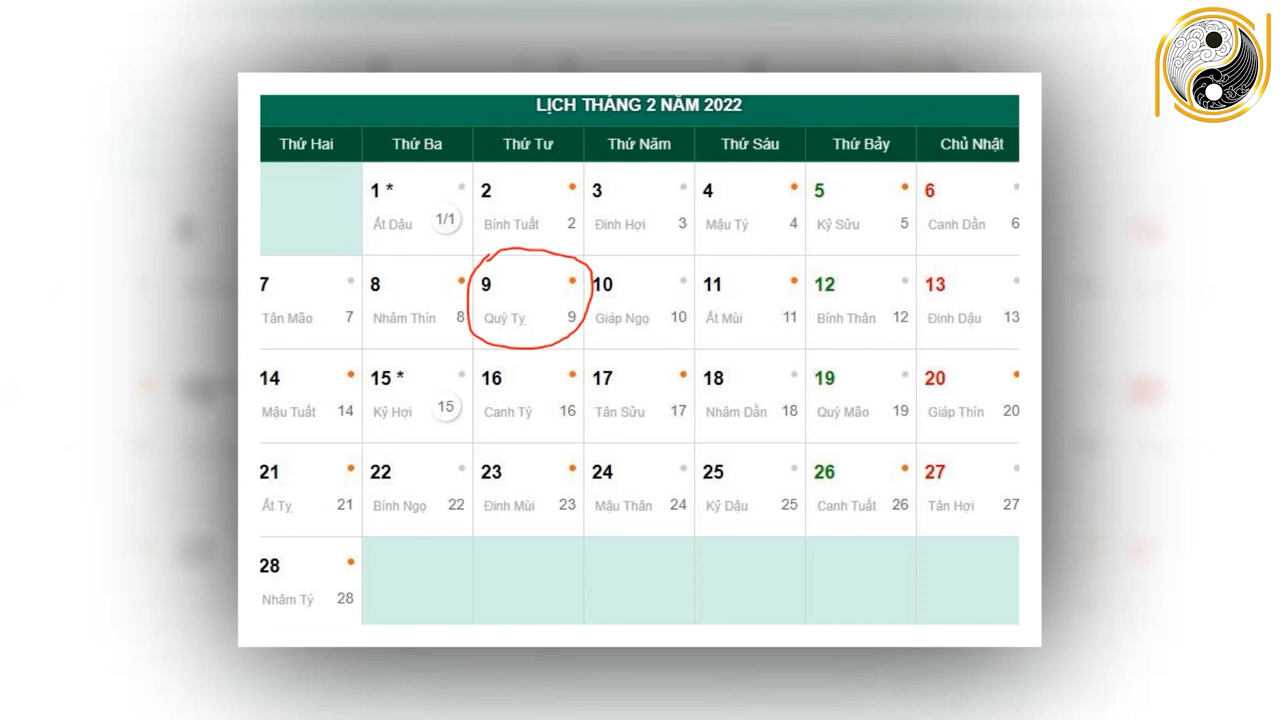 LỊCH THÁNG 2 NĂM 2022
Thứ Hai Thứ Ba Thứ Tư Thứ Năm Thứ Sáu Thứ Bảy Chủ Nhật
1 * 2 3 4 5 6
Ất Dậu 1/1 Bính Tuất 2 Đinh Hợi 3 Mậu Tý 4 Kỷ Sửu 5 Canh Dần 6
7 8 9 10 11 12 13
Tân Mão 7 Nhâm Thìn 8 Quý Tỵ 9 Giáp Ngọ 10 Ất Mùi 11 Bính Thân 12 Đinh Dậu 13
14 15 * 16 17 18 19 20
Mậu Tuất 14 Kỷ Hợi 15 Canh Tý 16 Tân Sửu 17 Nhâm Dần 18 Quý Mão 19 Giáp Thìn 20
21 22 23 24 25 26 27
Ất Tỵ 21 Bính Ngọ 22 Đinh Mùi 23 Mậu Thân 24 Kỷ Dậu 25 Canh Tuất 26 Tân Hợi 27
28
Nhâm Tý 28